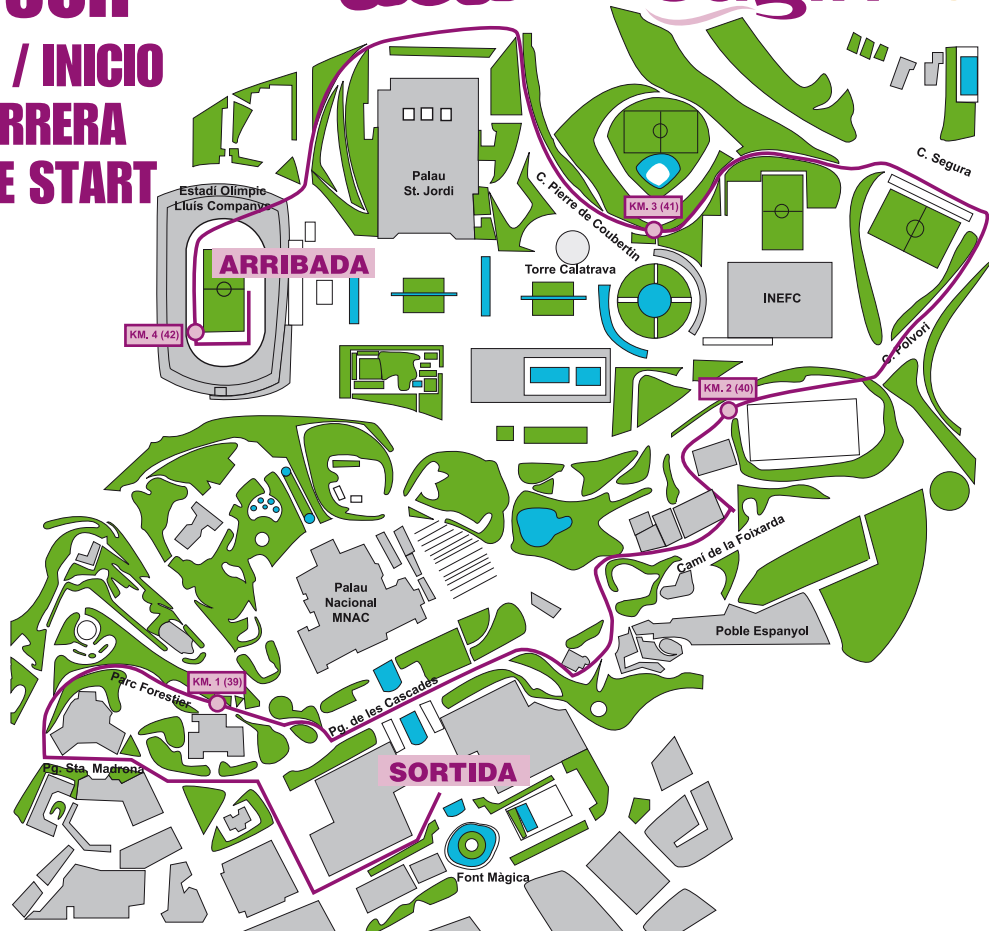 / INICIO
RRERA
E START
C. Segura
Palau
St. Jordi
Estadi Olímpic
Lluís Companys
C. Pierre de Coubertin
KM. 3 (41)
ARRIBADA
Torre Calatrava
INEFC
KM. 4 (42)
C. Polvori
KM. 2 (40)
Camí de la Foixarda
Palau
Nacional
MNAC
Poble Espanyol
KM. 1 (39)
Parc Forestier
Pg. de les Cascades
Pg. Sta. Madrona
SORTIDA
Font Màgica